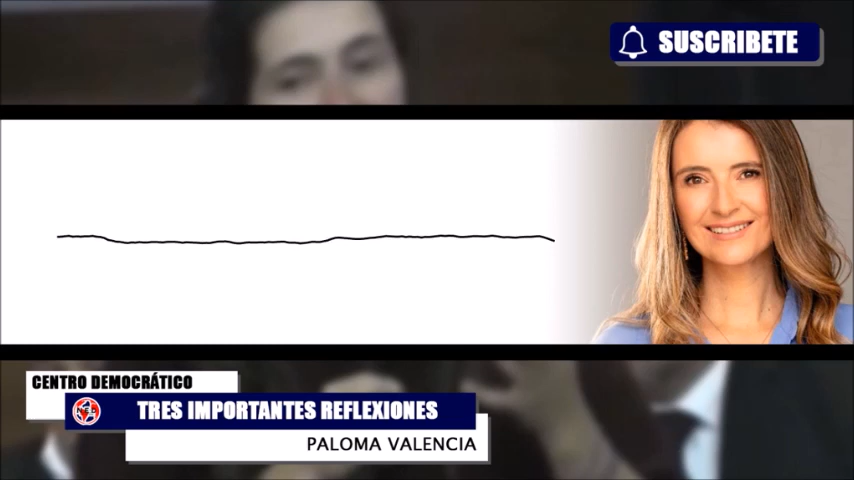 SUSCRIBETE
CENTRO DEMOCRÁTICO
TRES IMPORTANTES REFLEXIONES
PALOMA VALENCIA